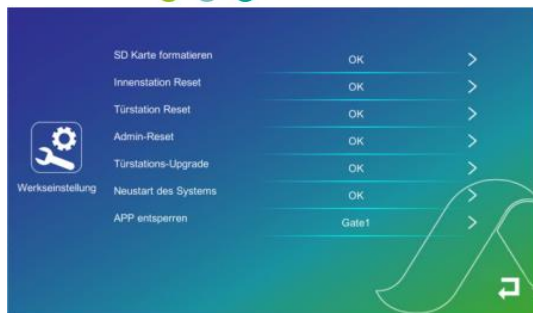 SD Karte formatieren OK
Innenstation Reset OK
Türstation Reset OK
Admin-Reset OK
Türstations-Upgrade OK
Werkseinstellung
Neustart des Systems OK
APP entsperren Gate1